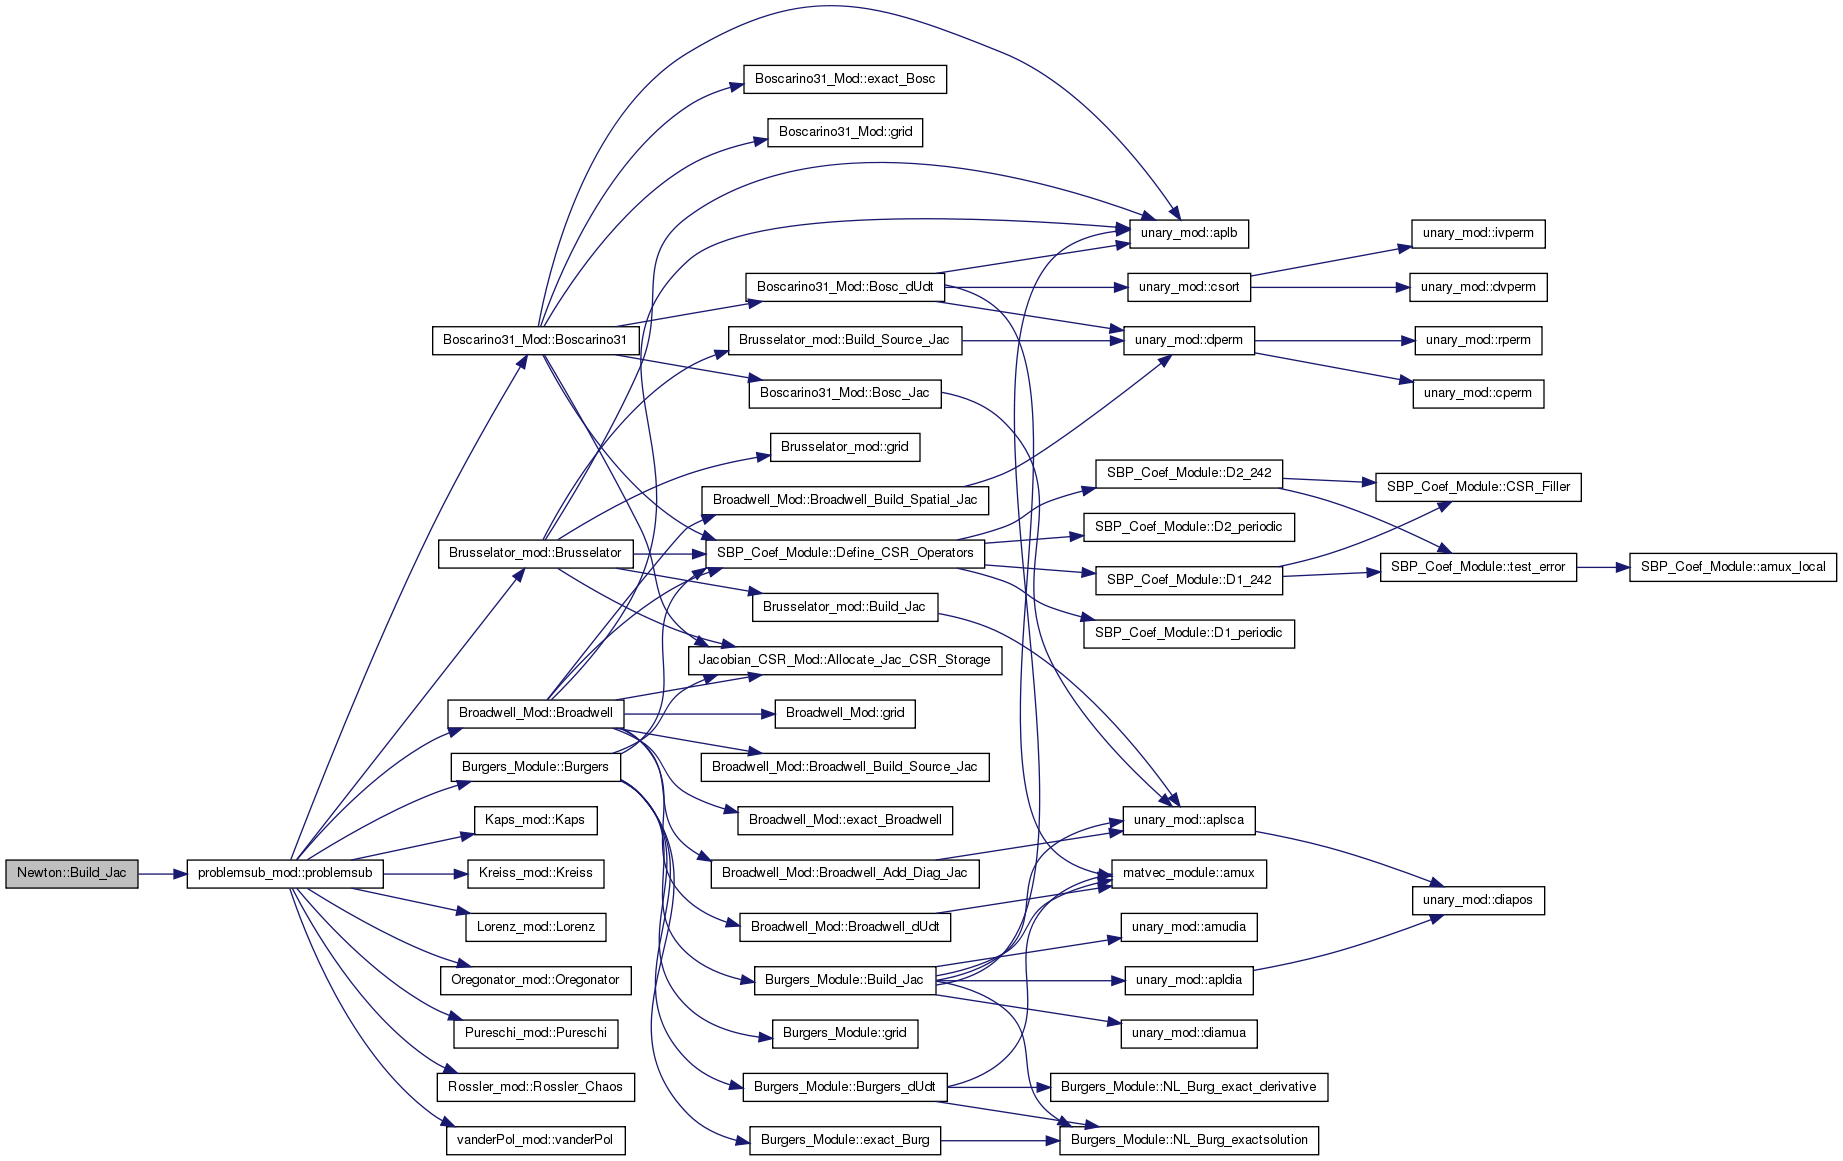 Boscarino31_Mod::exact_Bosc
Boscarino31_Mod::grid
unary_mod::aplb
unary_mod::ivperm
Boscarino31_Mod::Bosc_dUdt
unary_mod::csort
unary_mod::dvperm
Boscarino31_Mod::Boscarino31
Brusselator_mod::Build_Source_Jac
unary_mod::dperm
unary_mod::rperm
Boscarino31_Mod::Bosc_Jac
unary_mod::cperm
Brusselator_mod::grid
SBP_Coef_Module::D2_242
SBP_Coef_Module::CSR_Filler
Broadwell_Mod::Broadwell_Build_Spatial_Jac
SBP_Coef_Module::D2_periodic
Brusselator_mod::Brusselator
SBP_Coef_Module::Define_CSR_Operators
SBP_Coef_Module::test_error
SBP_Coef_Module::amux_local
SBP_Coef_Module::D1_242
Brusselator_mod::Build_Jac
SBP_Coef_Module::D1_periodic
Jacobian_CSR_Mod::Allocate_Jac_CSR_Storage
Broadwell_Mod::Broadwell
Broadwell_Mod::grid
Burgers_Module::Burgers
Broadwell_Mod::Broadwell_Build_Source_Jac
Kaps_mod::Kaps
Broadwell_Mod::exact_Broadwell
unary_mod::aplsca
Newton::Build_Jac
problemsub_mod::problemsub
Kreiss_mod::Kreiss
Broadwell_Mod::Broadwell_Add_Diag_Jac
matvec_module::amux
unary_mod::diapos
Lorenz_mod::Lorenz
Broadwell_Mod::Broadwell_dUdt
unary_mod::amudia
Oregonator_mod::Oregonator
Burgers_Module::Build_Jac
unary_mod::apldia
Pureschi_mod::Pureschi
Burgers_Module::grid
unary_mod::diamua
Rossler_mod::Rossler_Chaos
Burgers_Module::Burgers_dUdt
Burgers_Module::NL_Burg_exact_derivative
vanderPol_mod::vanderPol
Burgers_Module::exact_Burg
Burgers_Module::NL_Burg_exactsolution